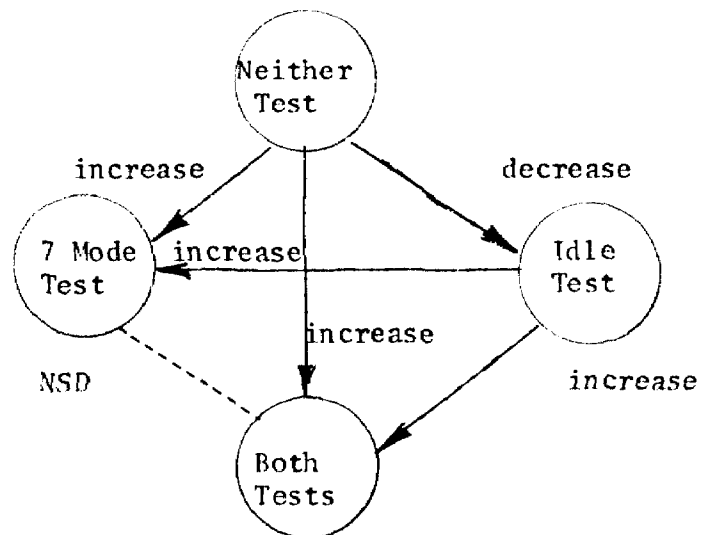 Neither
Test
increase
decrease
7 Mode
Test
increase
Idle
Test
increase
NSD
increase
Both
Tests